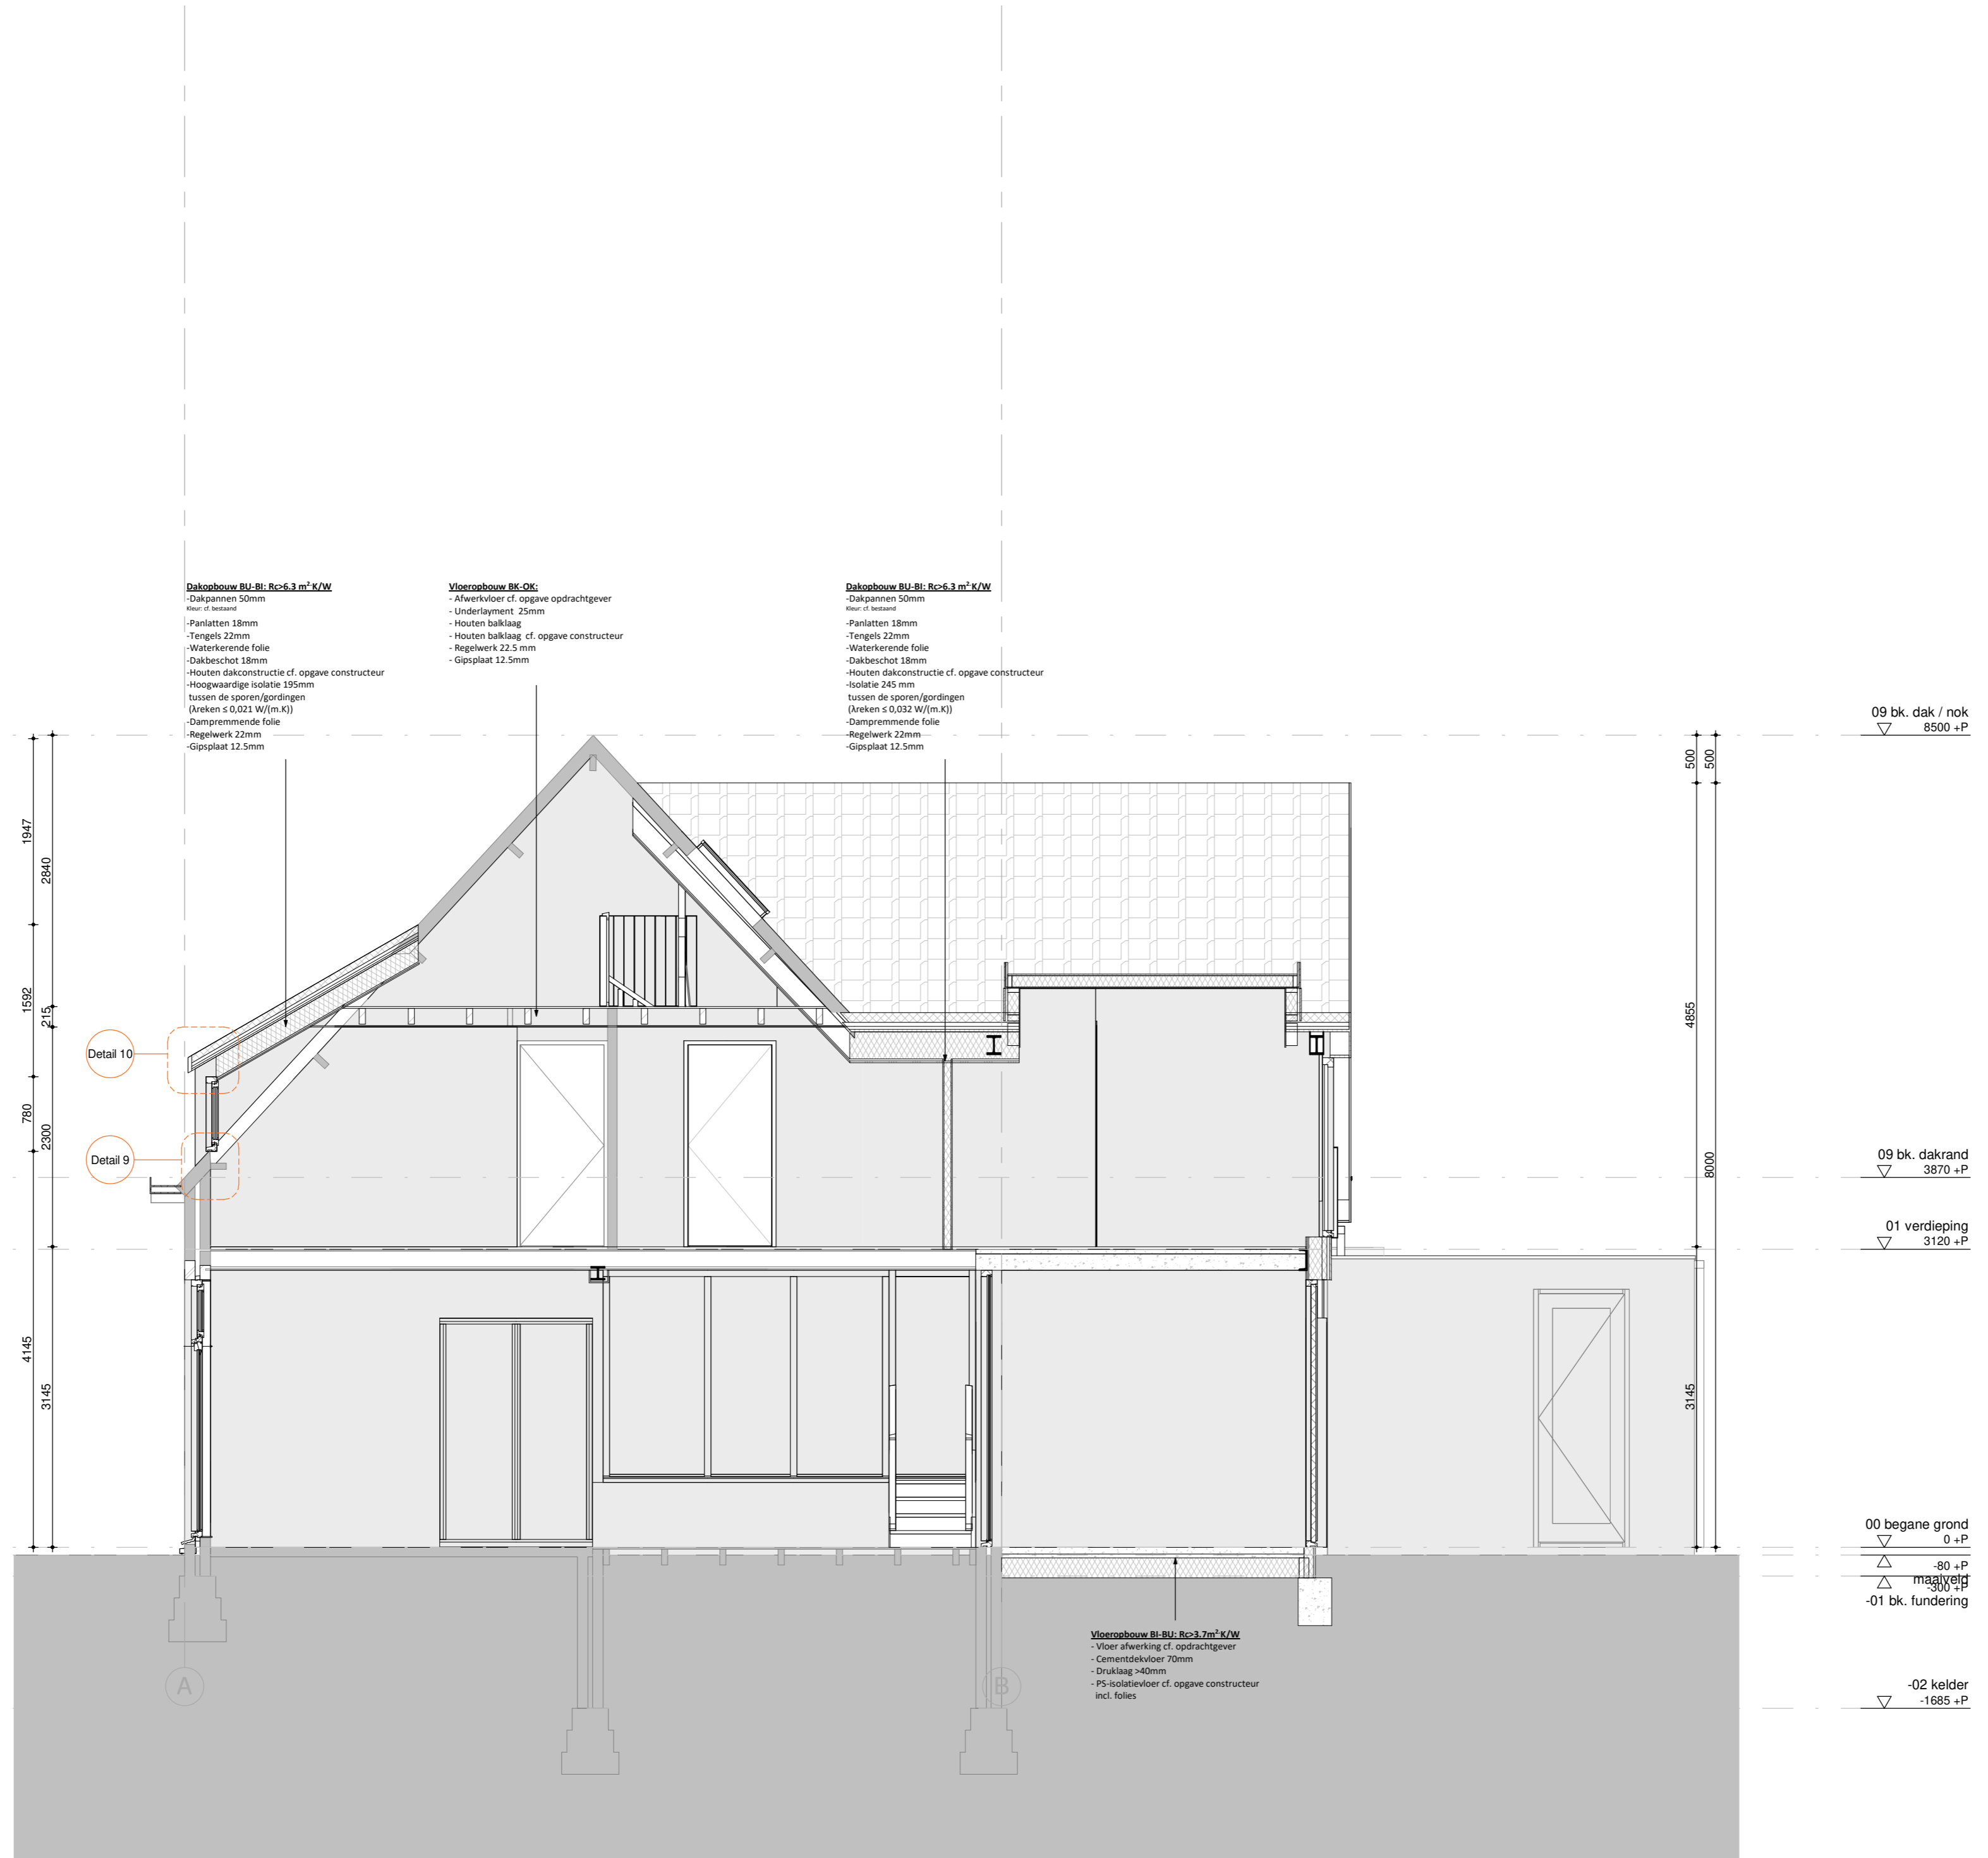 Dakopbouw BU-BI: Rc>6.3 m² K/W
-Dakpannen 50mm
Kleur: cf. bestaand
-Panlatten 18mm
-Tengels 22mm
-Waterkerende folie
-Dakbeschot 18mm
-Houten dakconstructie cf. opgave constructeur
-Hoogwaardige isolatie 195mm
tussen de sporen/gordingen
(λreken ≤ 0,021 W/(m.K))
-Dampremmende folie
-Regelwerk 22mm
-Gipsplaat 12.5mm
Vloeropbouw BK-OK:
- Afwerkvloer cf. opgave opdrachtgever
- Underlayment 25mm
- Houten balklaag
- Houten balklaag cf. opgave constructeur
- Regelwerk 22.5 mm
- Gipsplaat 12.5mm
Dakopbouw BU-BI: Rc>6.3 m² K/W
-Dakpannen 50mm
Kleur: cf. bestaand
-Panlatten 18mm
-Tengels 22mm
-Waterkerende folie
-Dakbeschot 18mm
-Houten dakconstructie cf. opgave constructeur
-Isolatie 245 mm
tussen de sporen/gordingen
(λreken ≤ 0,032 W/(m.K))
-Dampremmende folie
-Regelwerk 22mm
-Gipsplaat 12.5mm
1947
1592
780
4145
2840
215
2300
3145
Detail 10
Detail 9
500
4855
3145
500
8000
09 bk. dak / nok
8500 +P
09 bk. dakrand
3870 +P
01 verdieping
3120 +P
00 begane grond
0 +P
-80 +P
maaiveld
-300 +P
-01 bk. fundering
-02 kelder
-1685 +P
Vloeropbouw BI-BU: Rc>3.7m² K/W
- Vloer afwerking cf. opdrachtgever
- Cementdekvloer 70mm
- Druklaag >40mm
- PS-isolatievloer cf. opgave constructeur
incl. folies
A
B